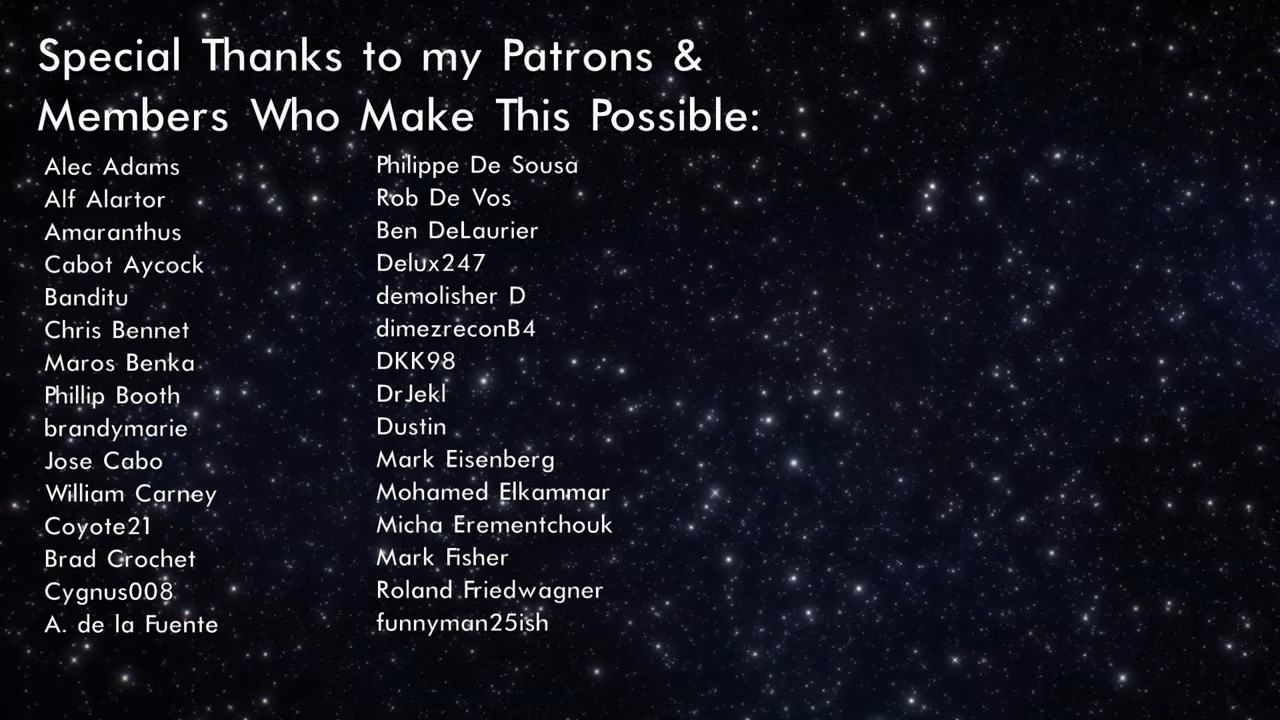 Special Thanks to my Patrons &
Members Who Make This Possible:
Alec Adams
Alf Alartor
Amaranthus
Cabot Aycock
Banditu
Chris Bennet
Maros Benka
Phillip Booth
brandymarie
Jose Cabo
William Carney
Coyote21
Brad Crochet
Cygnus008
A. de la Fuente
Philippe De Sousa
Rob De Vos
Ben DeLaurier
Delux247
demolisher D
dimezreconB4
DKK98
DrJekl
Dustin
Mark Eisenberg
Mohamed Elkammar
Micha Erementchouk
Mark Fisher
Roland Friedwagner
funnyman25ish